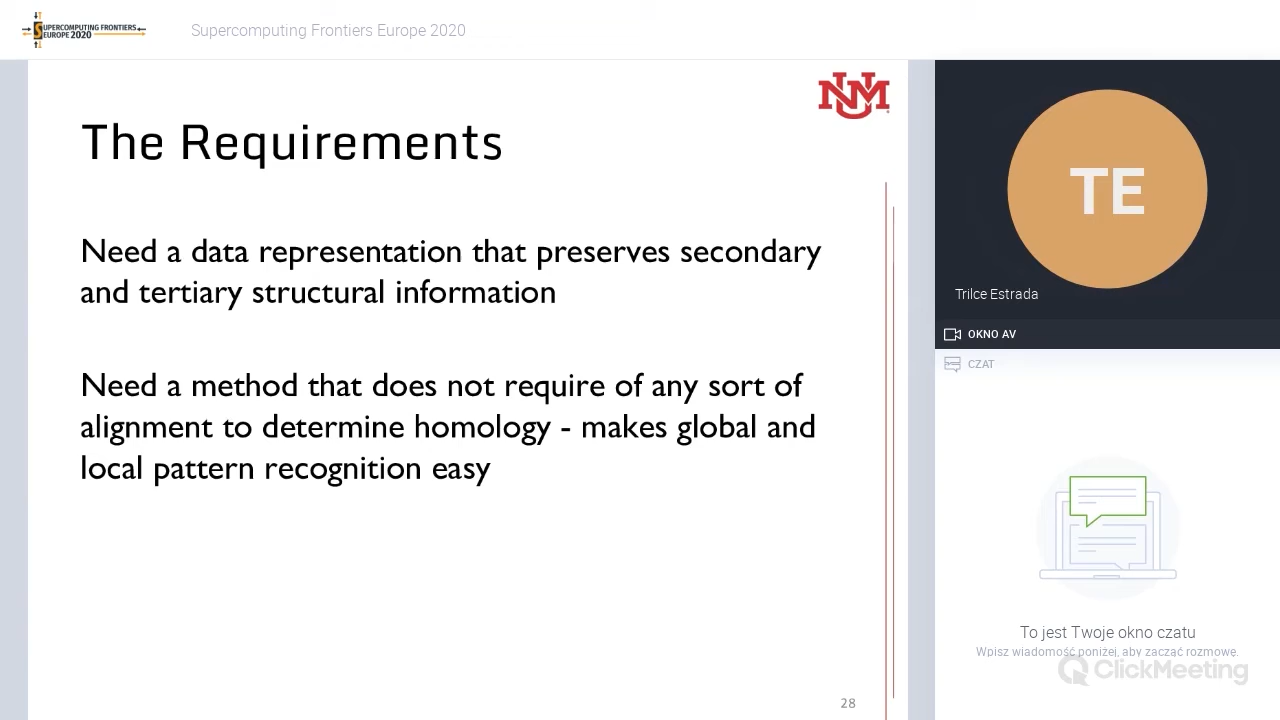 SUPERCOMPUTING FRONTIERS
EUROPE 2020
Supercomputing Frontiers Europe 2020
UNM
The Requirements
Need a data representation that preserves secondary
and tertiary structural information
Need a method that does not require of any sort of
alignment to determine homology - makes global and
local pattern recognition easy
28
TE
Trilce Estrada
OKNO AV
CZAT
To jest Twoje okno czatu
Wpisz wiadomość poniżej, aby zacząć rozmowę.
ClickMeeting